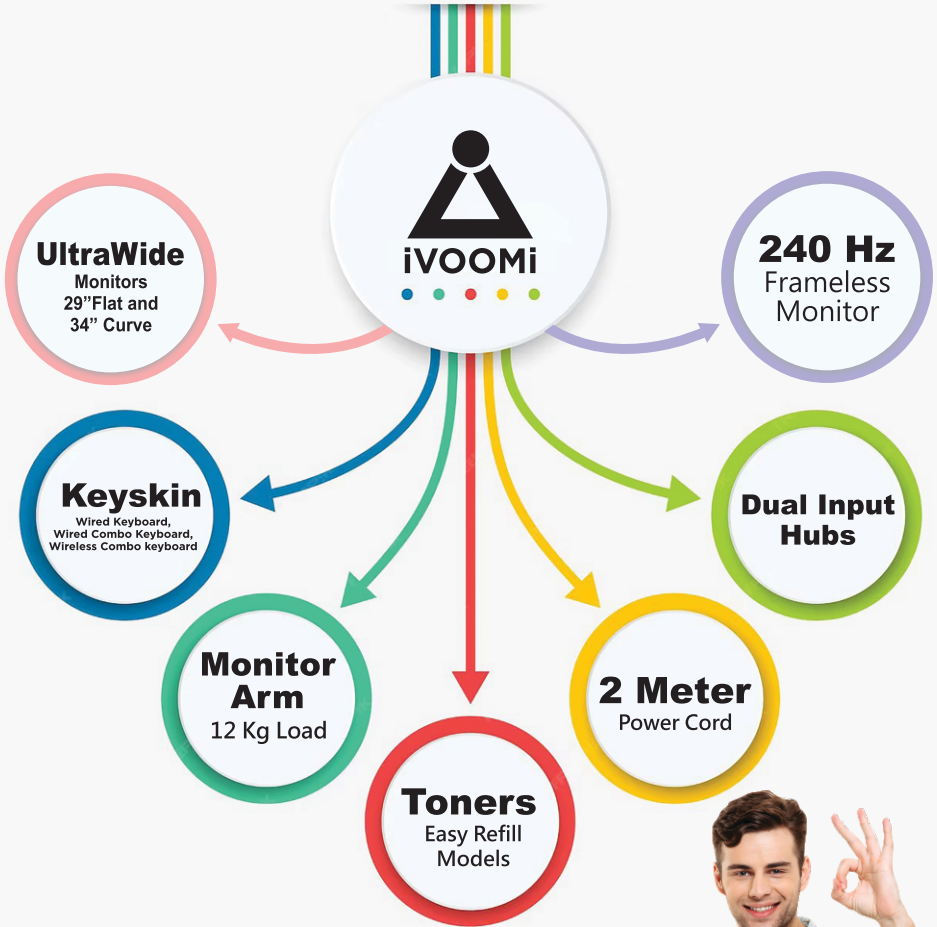 iVOOMi
UltraWide
Monitors
29”Flat and
34” Curve
240 Hz
Frameless
Monitor
Keyskin
Wired Keyboard,
Wired Combo Keyboard,
Wireless Combo keyboard
Dual Input
Hubs
Monitor
Arm
12 Kg Load
2 Meter
Power Cord
Toners
Easy Refill
Models